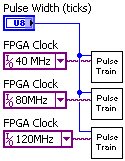 Pulse Width (ticks)
U8
FPGA Clock
I/O 40 MHz
Pulse Train
FPGA Clock
I/O 80MHz
Pulse Train
FPGA Clock
I/O 120MHz
Pulse Train